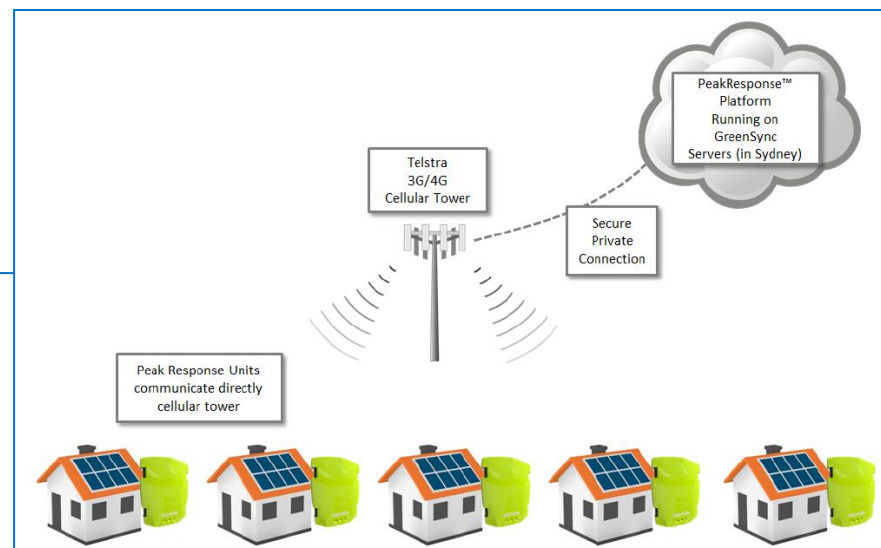 PeakResponse™
Platform
Running on
GreenSync
Servers (in Sydney)
Telstra
3G/4G
Cellular Tower
Secure
Private
Connection
Peak Response Units
communicate directly
cellular tower